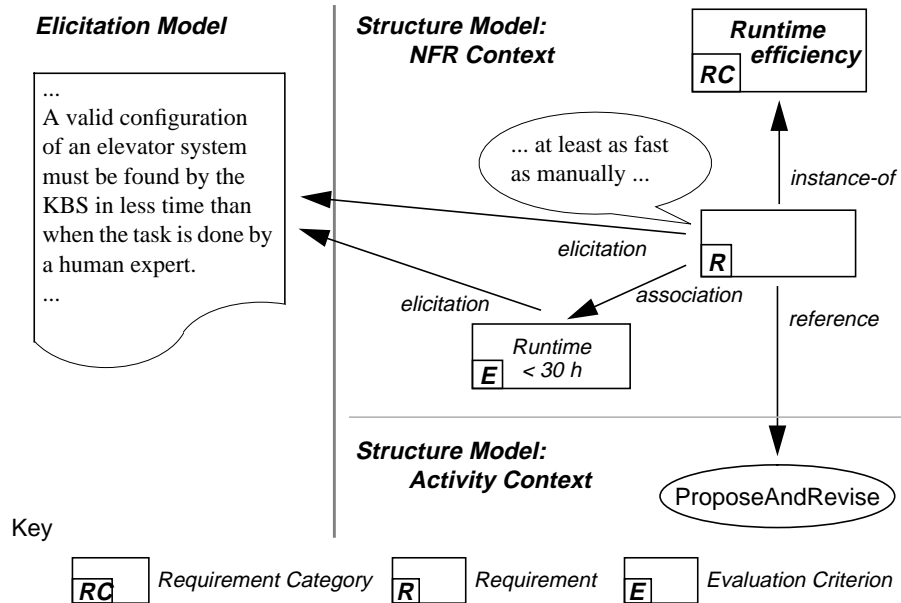 Elicitation Model
...
A valid configuration
of an elevator system
must be found by the
KBS in less time than
when the task is done by
a human expert.
...
Structure Model:
NFR Context
Runtime
efficiency
RC
... at least as fast
as manually ...
instance-of
R
elicitation
association
elicitation
reference
Runtime
< 30 h
E
Structure Model:
Activity Context
ProposeAndRevise
Key
RC Requirement Category
R Requirement
E Evaluation Criterion